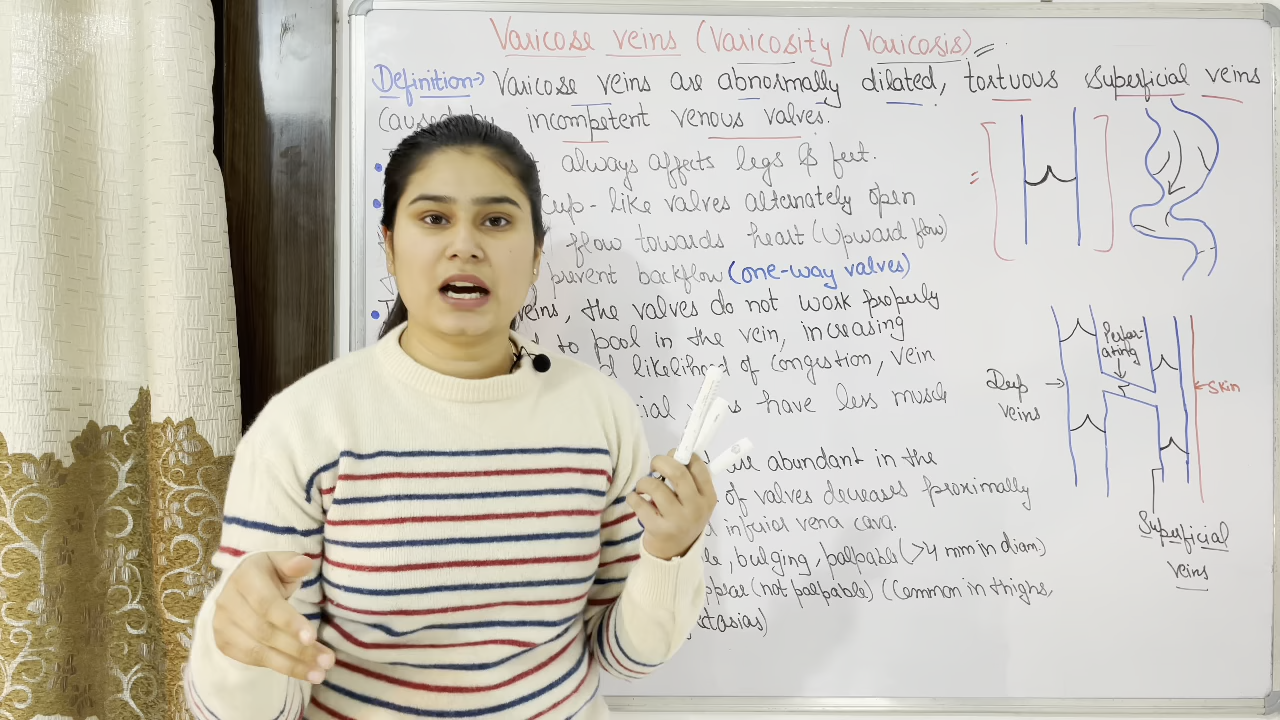 Varicose veins (Varicosity / Varicosis)
Definition → Varicose veins are abnormally dilated, tortuous superficial veins
caused by incompetent venous valves.
always affects legs & feet.
cup-like valves alternately open
flow towards heart (Upward flow)
prevent backflow (one-way valves)
veins, the valves do not work properly
to pool in the vein, increasing
likelihood of congestion, vein
have less muscle
abundant in the
of valves decreases proximally
inferior vena cava.
, bulging, palpable (>4 mm in diam)
(not palpable) (Common in thighs,
Perfor-
ating
Deep
veins
Skin
Superficial
veins